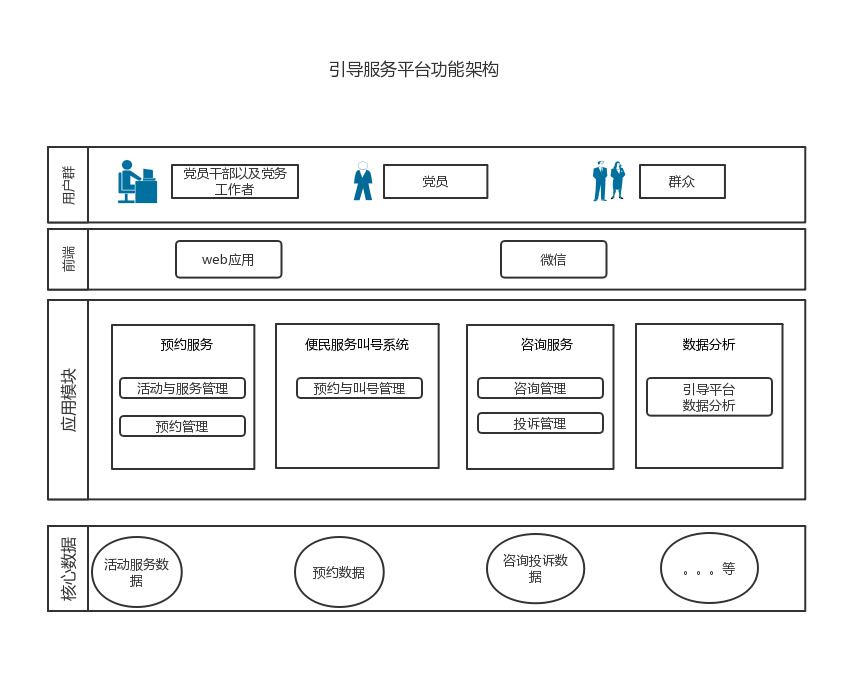 引导服务平台功能架构
用户群
党员干部以及党务
工作者
党员
群众
前端
web应用
微信
应用模块
预约服务
活动与服务管理
预约管理
便民服务叫号系统
预约与叫号管理
咨询服务
咨询管理
投诉管理
数据分析
引导平台
数据分析
核心数据
活动服务数
据
预约数据
咨询投诉数
据
。。。等